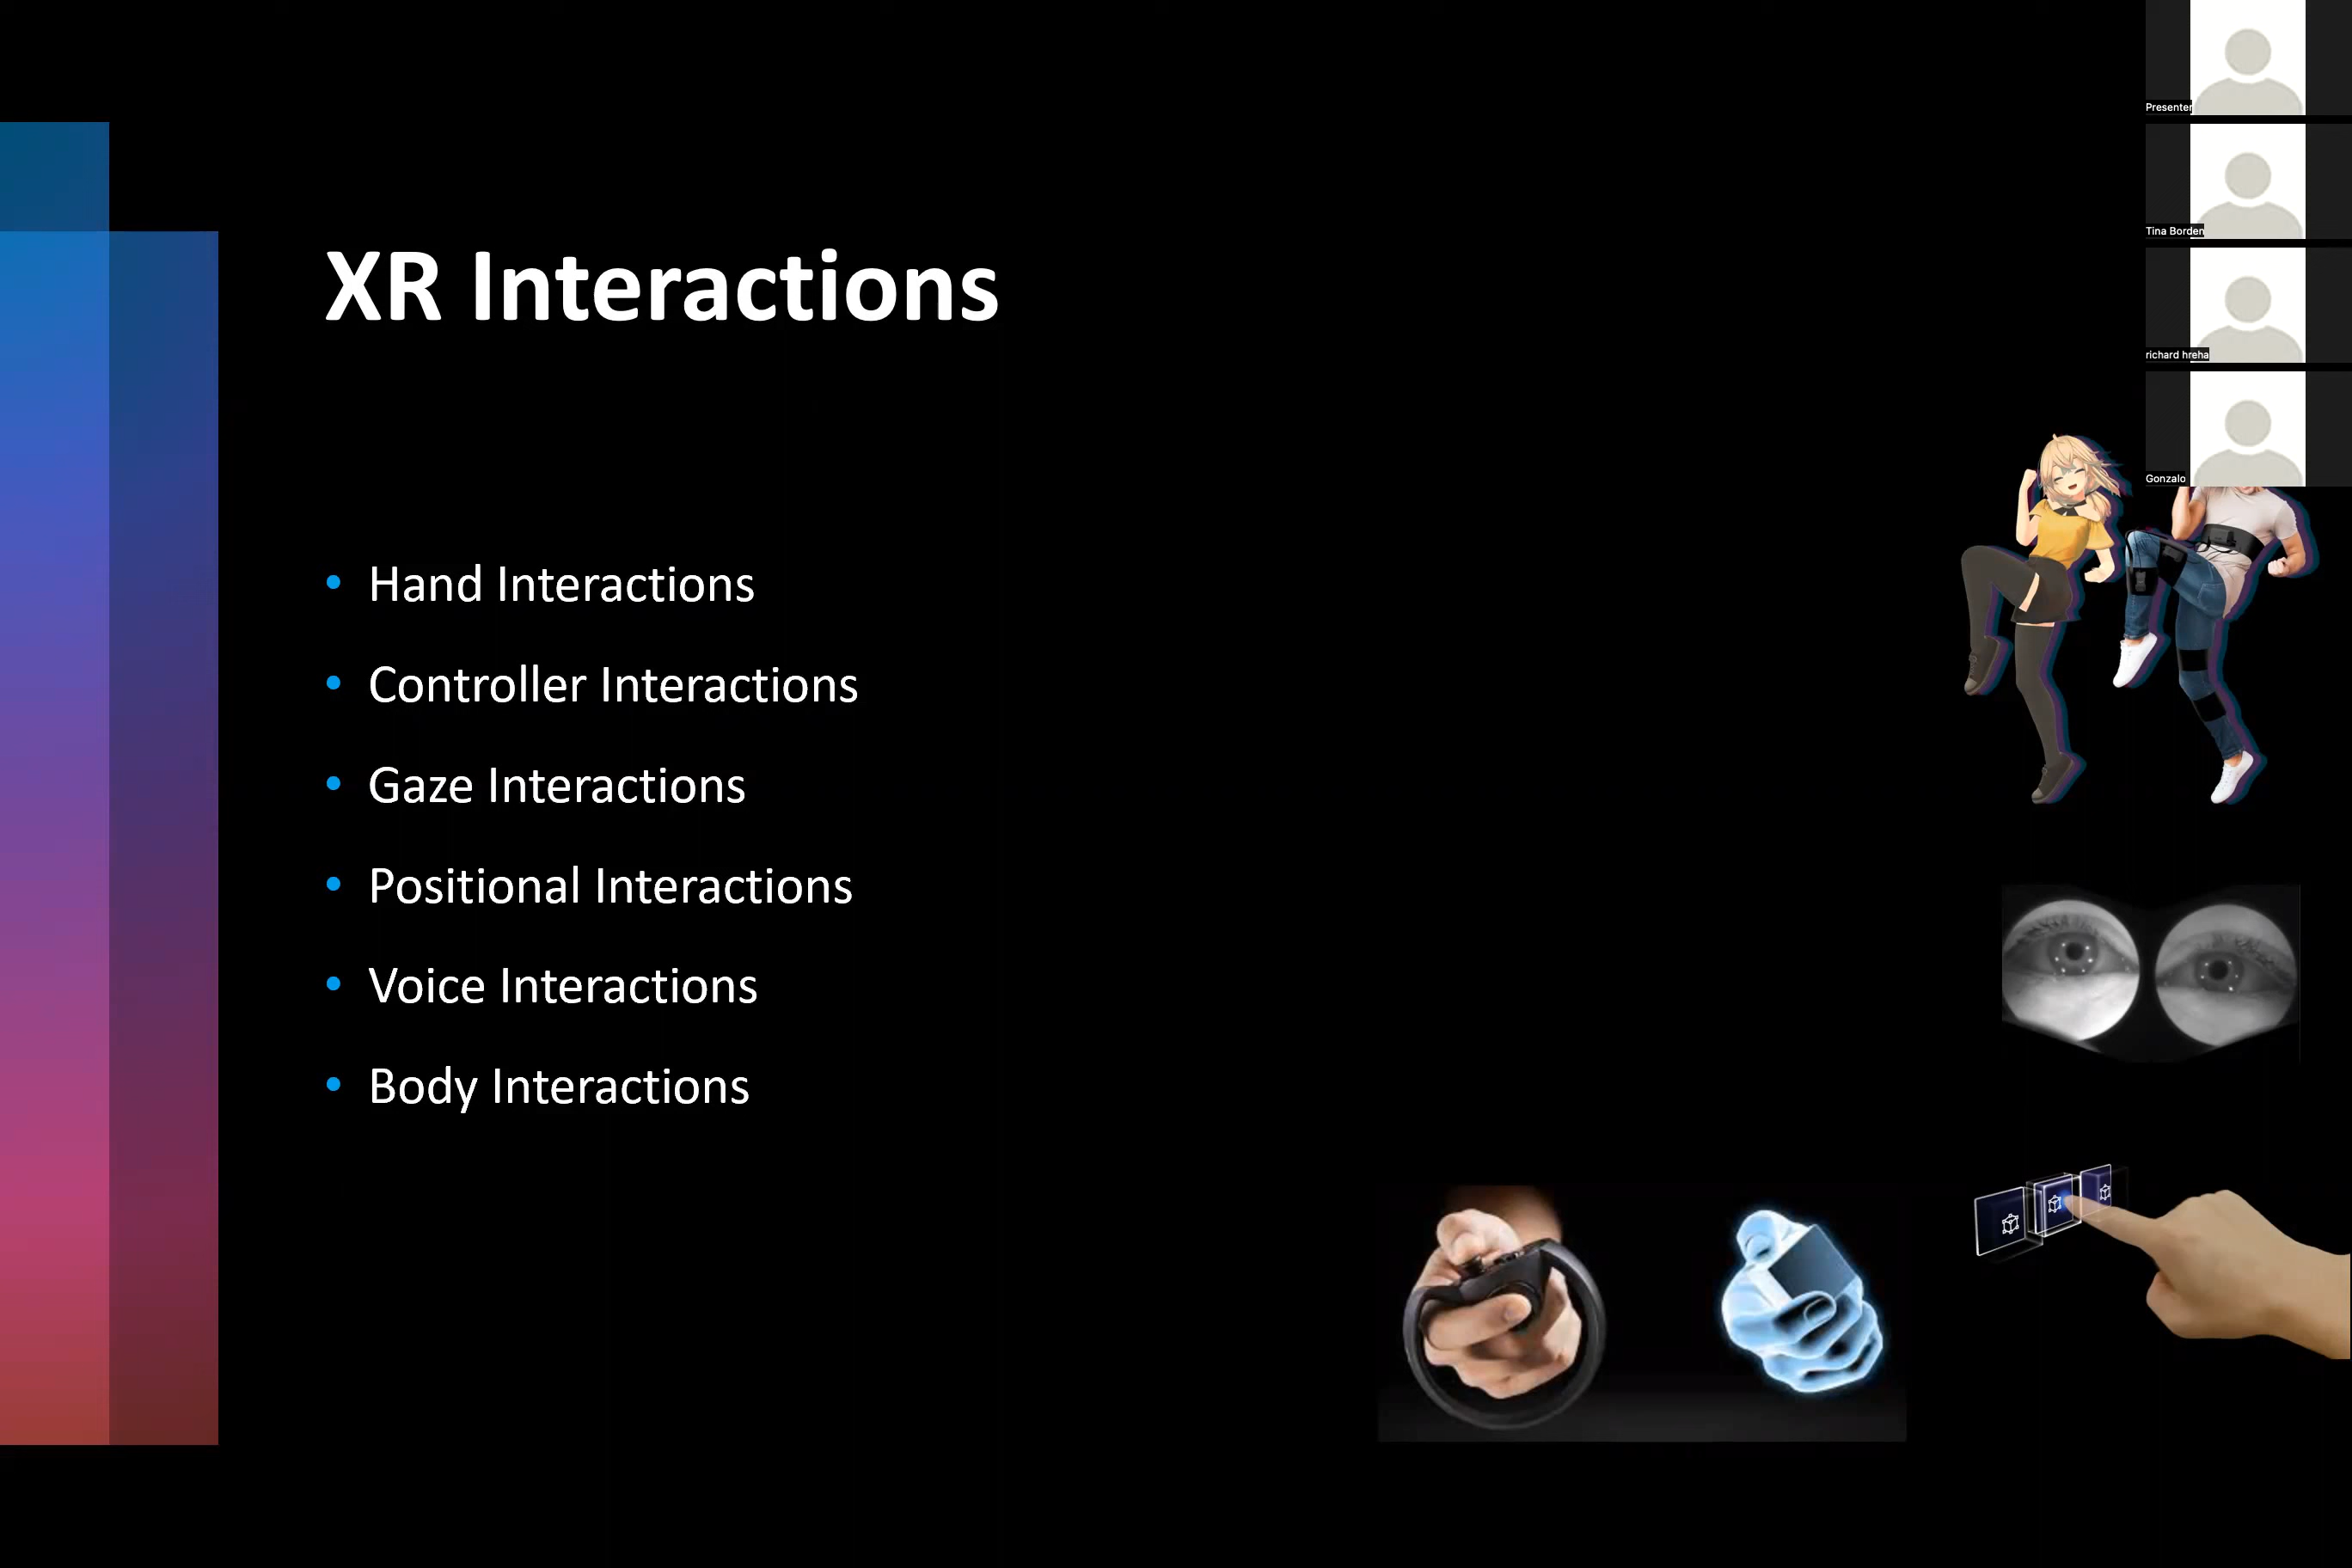 XR Interactions
Hand Interactions
Controller Interactions
Gaze Interactions
Positional Interactions
Voice Interactions
Body Interactions
Presenter
Tina Borden
richard hreha
Gonzalo